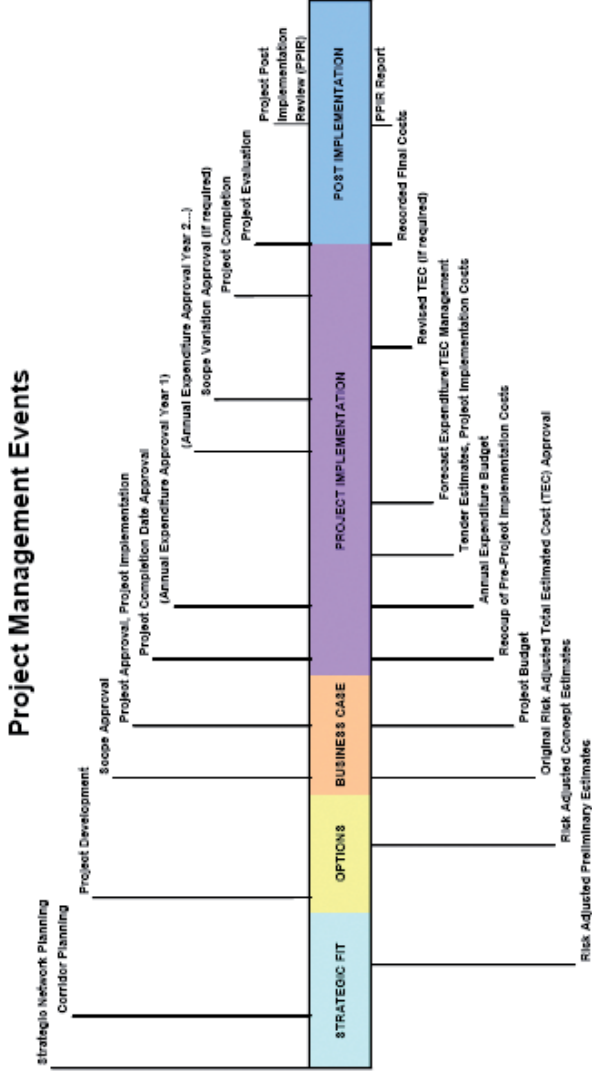 Project Management Events
Strategic Network Planning
Corridor Planning
Project Development
Scope Approval
Project Approval, Project Implementation
Project Completion Date Approval
(Annual Expenditure Approval Year 1)
(Annual Expenditure Approval Year 2...)
Scope Variation Approval (if required)
Project Completion
Project Evaluation
Project Post
Implementation
Review (PPIR)
STRATEGIC FIT
OPTIONS
BUSINESS CASE
PROJECT IMPLEMENTATION
POST IMPLEMENTATION
Risk Adjusted Preliminary Estimates
Risk Adjusted Concept Estimates
Original Risk Adjusted Total Estimated Cost (TEC) Approval
Project Budget
Recoup of Pre-Project Implementation Costs
Annual Expenditure Budget
Tender Estimates, Project Implementation Costs
Forecast Expenditure/TEC Management
Revised TEC (if required)
Recorded Final Costs
PPIR Report